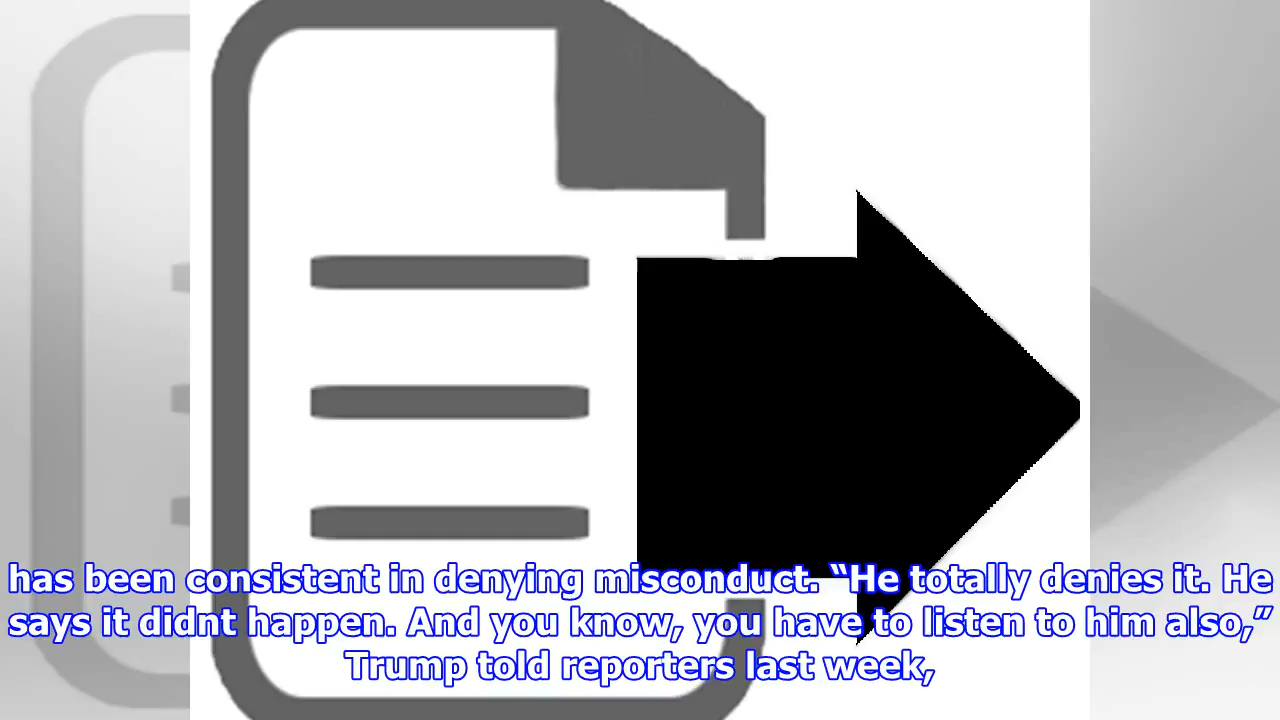 has been consistent in denying misconduct. “He totally denies it. He
says it didnt happen. And you know, you have to listen to him also,”
Trump told reporters last week,